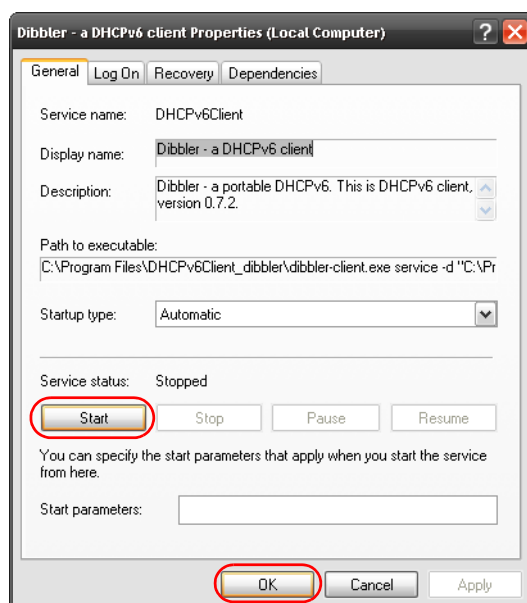 Dibbler - a DHCPv6 client Properties (Local Computer)
General Log On Recovery Dependencies
Service name: DHCPv6Client
Display name: Dibbler - a DHCPv6 client
Description: Dibbler - a portable DHCPv6. This is DHCPv6 client,
version 0.7.2.
Path to executable:
C:\Program Files\DHCPv6Client_dibbler\dibbler-client.exe service -d "C:\Pr
Startup type: Automatic
Service status: Stopped
Start Stop Pause Resume
You can specify the start parameters that apply when you start the service
from here.
Start parameters:
OK Cancel Apply